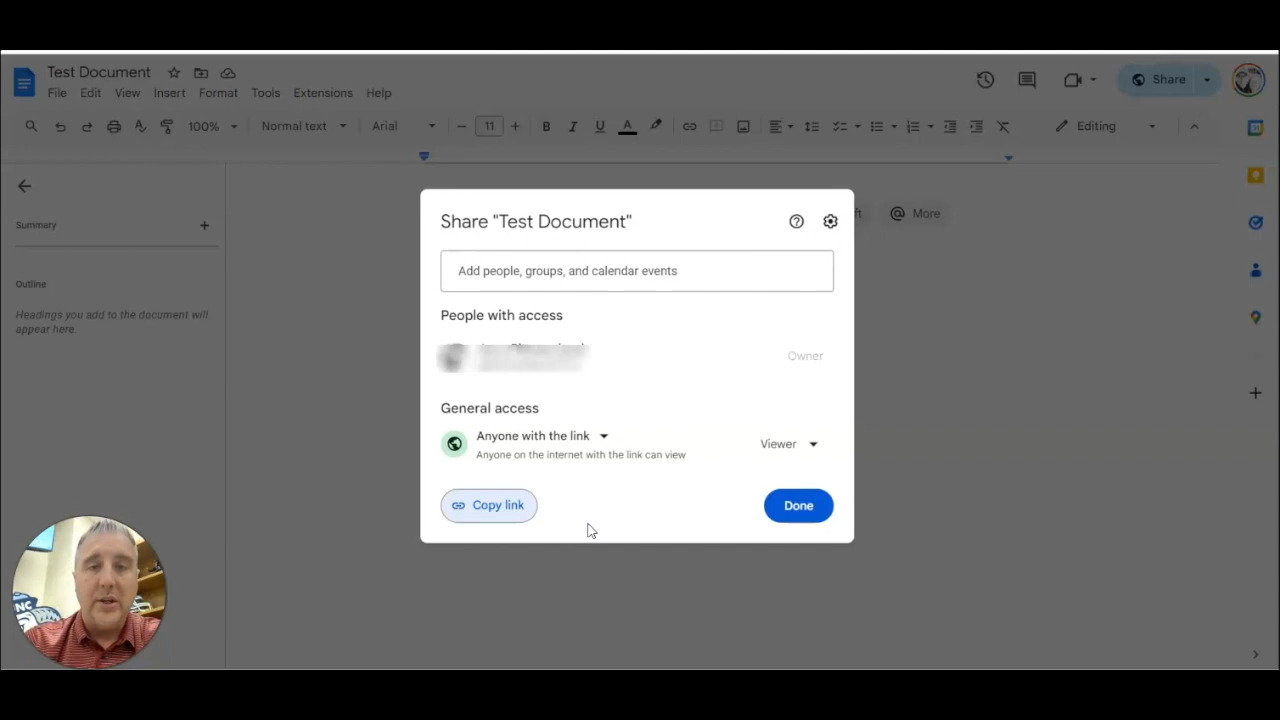 Test Document
Share
File Edit View Insert Format Tools Extensions Help
100% Normal text Arial 11 B I U A Editing
Summary
Outline
Headings you add to the document will
appear here.
More
Share "Test Document"
Add people, groups, and calendar events
People with access
Owner
General access
Anyone with the link
Anyone on the internet with the link can view
Viewer
Copy link
Done
NC